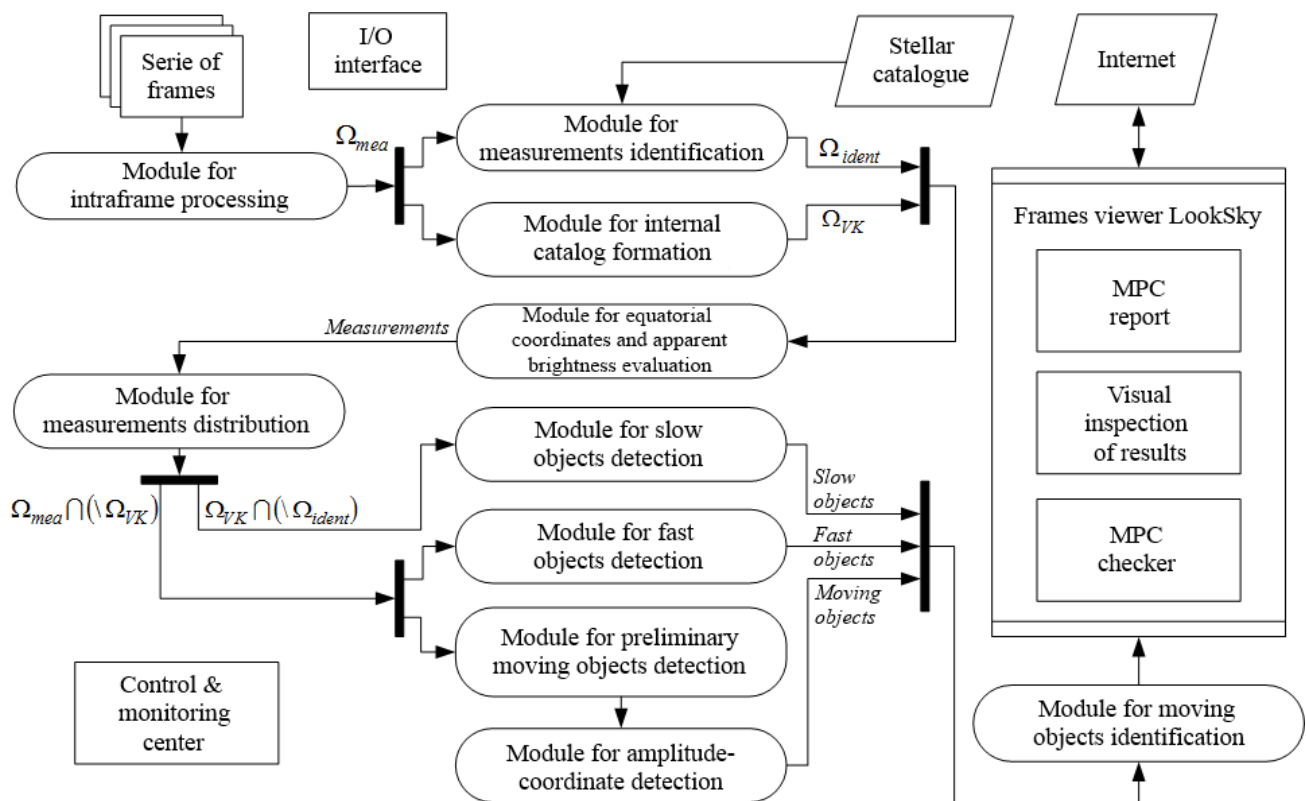 Serie of
frames
I/O
interface
Stellar
catalogue
Internet
Module for
intraframe processing
Ω_mea
Module for
measurements identification
Ω_ident
Module for internal
catalog formation
Ω_VK
Frames viewer LookSky
MPC
report
Visual
inspection
of results
MPC
checker
Measurements
Module for equatorial
coordinates and apparent
brightness evaluation
Module for
measurements distribution
Ω_mea ⋂(\ Ω_VK)
Ω_VK ⋂(\ Ω_ident)
Module for slow
objects detection
Slow
objects
Module for fast
objects detection
Fast
objects
Moving
objects
Module for preliminary
moving objects detection
Module for amplitude-
coordinate detection
Control &
monitoring
center
Module for moving
objects identification